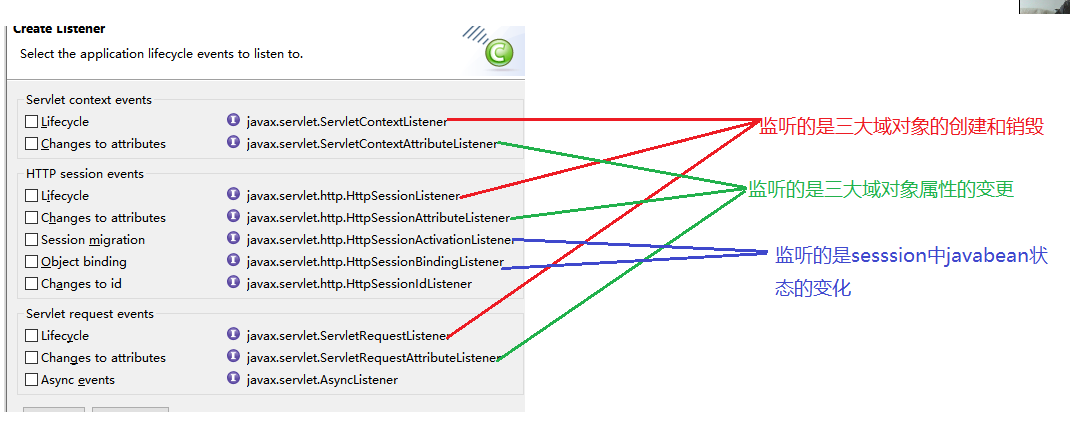 Create Listener
Select the application lifecycle events to listen to.
Servlet context events
Lifecycle
javax.servlet.ServletContextListener
Changes to attributes
javax.servlet.ServletContextAttributeListener
HTTP session events
Lifecycle
javax.servlet.http.HttpSessionListener
Changes to attributes
javax.servlet.http.HttpSessionAttributeListener
Session migration
javax.servlet.http.HttpSessionActivationListener
Object binding
javax.servlet.http.HttpSessionBindingListener
Changes to id
javax.servlet.http.HttpSessionIdListener
Servlet request events
Lifecycle
javax.servlet.ServletRequestListener
Changes to attributes
javax.servlet.ServletRequestAttributeListener
Async events
javax.servlet.AsyncListener
监听的是三大域对象的创建和销毁
监听的是三大域对象属性的变更
监听的是sesssion中javabean状
态的变化